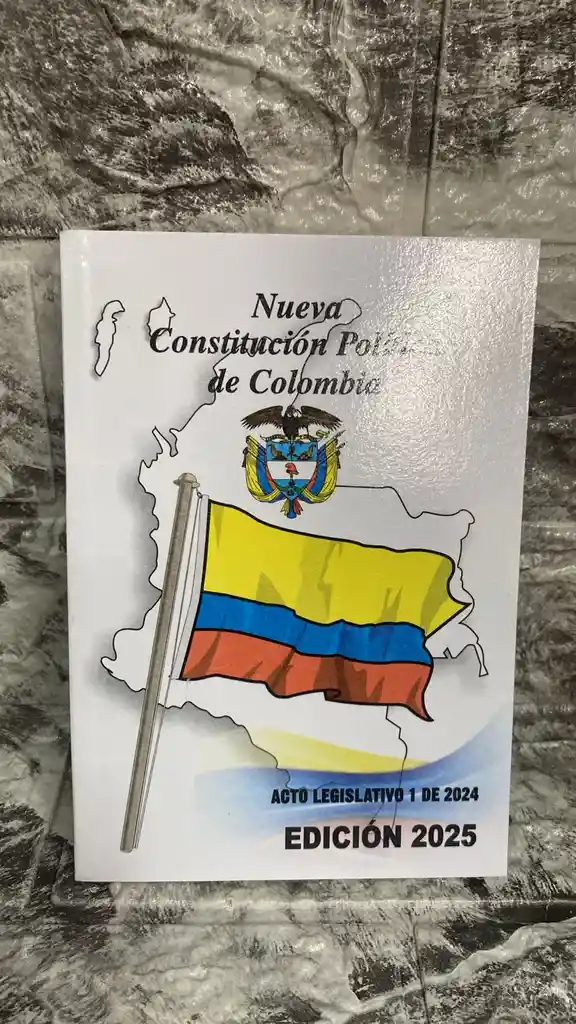 Nueva
Constitución Política
de Colombia
ACTO LEGISLATIVO 1 DE 2024
EDICIÓN 2025